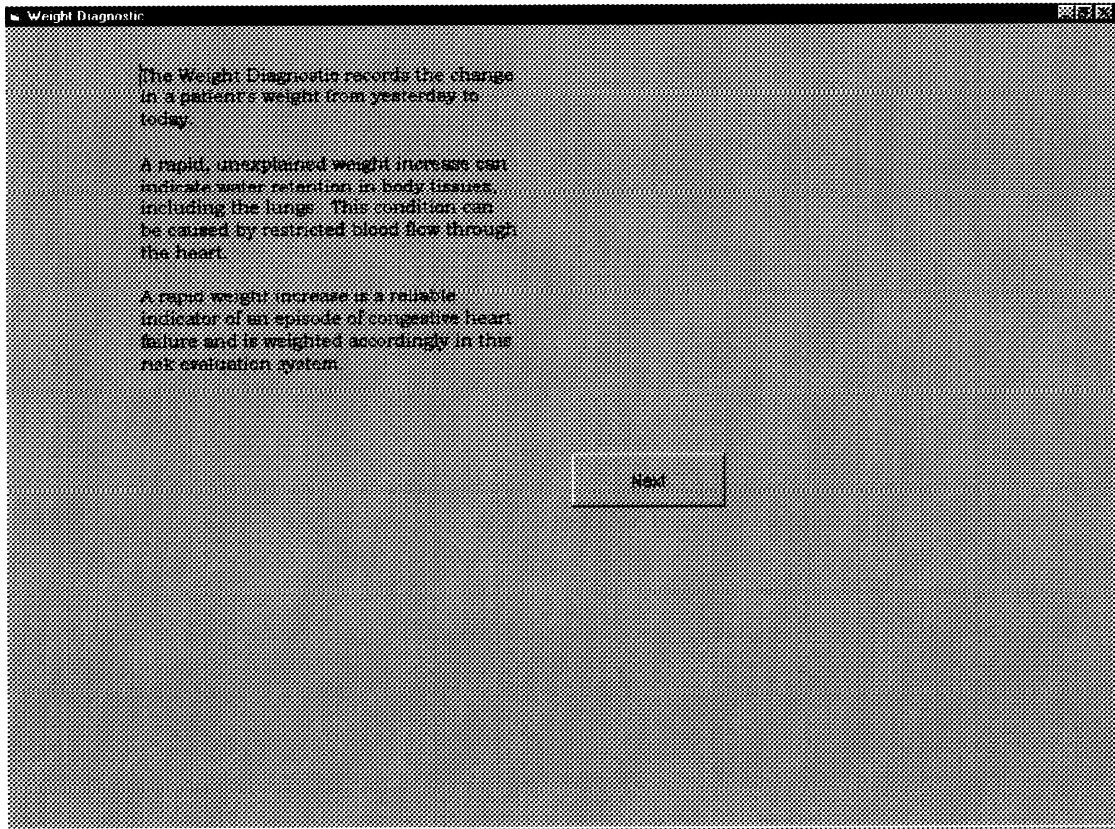 Weight Diagnostic
The Weight Diagnostic records the change
in a patient's weight from yesterday to
today.
A rapid, unexplained weight increase can
indicate water retention in body tissues,
including the lungs. This condition can
be caused by restricted blood flow through
the heart.
A rapid weight increase is a reliable
indicator of an episode of congestive heart
failure and is weighted accordingly in this
risk evaluation system.
Next